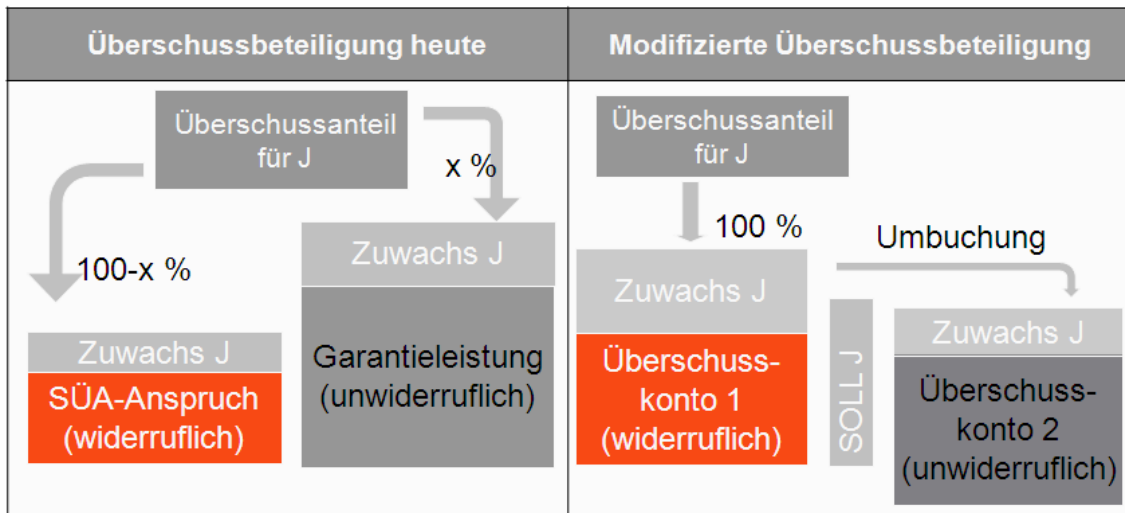 Überschussbeteiligung heute
Überschussanteil
für J
x %
100-x %
Zuwachs J
Garantieleistung
(unwiderruflich)
Zuwachs J
SÜA-Anspruch
(widerruflich)
Modifizierte Überschussbeteiligung
Überschussanteil
für J
100 %
Umbuchung
Zuwachs J
Überschuss-
konto 1
(widerruflich)
SOLL J
Zuwachs J
Überschuss-
konto 2
(unwiderruflich)